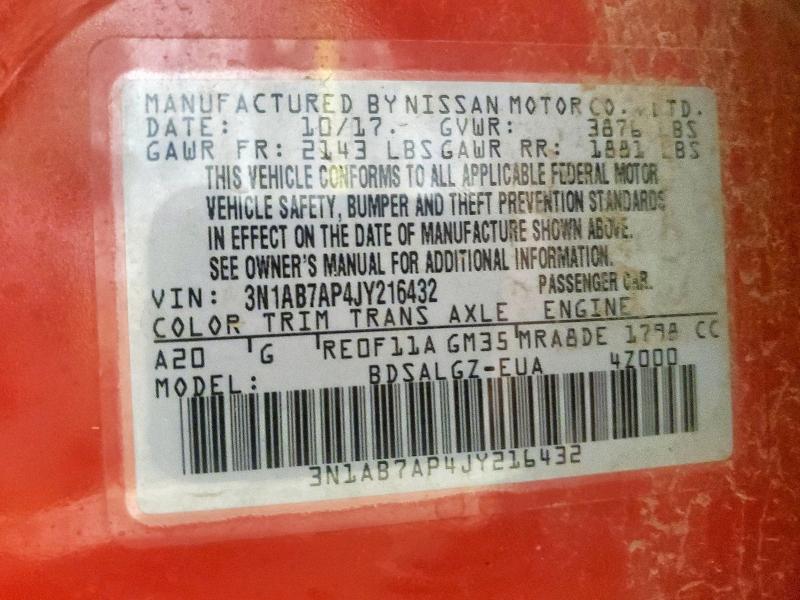 MANUFACTURED BY NISSAN MOTOR CO. LTD.
DATE: 10/17. GVWR: 3876 LBS
GAWR FR: 2143 LBS GAWR RR: 1881 LBS
THIS VEHICLE CONFORMS TO ALL APPLICABLE FEDERAL MOTOR
VEHICLE SAFETY, BUMPER AND THEFT PREVENTION STANDARDS
IN EFFECT ON THE DATE OF MANUFACTURE SHOWN ABOVE.
SEE OWNER'S MANUAL FOR ADDITIONAL INFORMATION.
VIN: 3N1AB7AP4JY216432 PASSENGER CAR.
COLOR TRIM TRANS AXLE ENGINE
A20 G RE0F11A GM35 MRA8DE 1798 CC
MODEL: BDSALGZ-EUA 4Z000
3N1AB7AP4JY216432